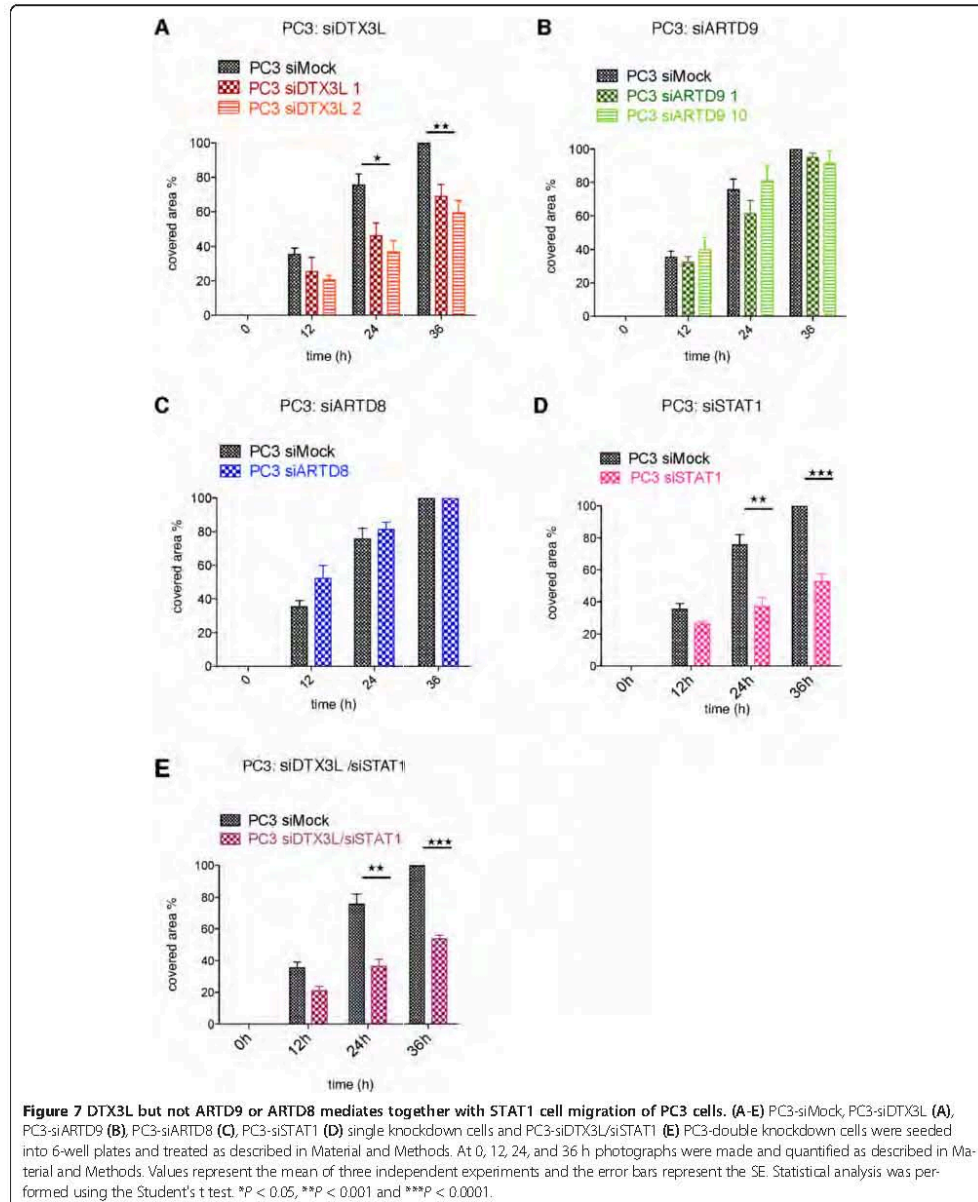 A
PC3: siDTX3L
PC3 siMock
PC3 siDTX3L 1
PC3 siDTX3L 2
★
★★
100
80
60
40
20
0
covered area %
0
12
24
36
time (h)
B
PC3: siARTD9
PC3 siMock
PC3 siARTD9 1
PC3 siARTD9 10
100
80
60
40
20
0
covered area %
0
12
24
36
time (h)
C
PC3: siARTD8
PC3 siMock
PC3 siARTD8
100
80
60
40
20
0
covered area %
0
12
24
36
time (h)
D
PC3: siSTAT1
PC3 siMock
PC3 siSTAT1
★★
★★★
100
80
60
40
20
0
covered area %
0h
12h
24h
36h
time (h)
E
PC3: siDTX3L /siSTAT1
PC3 siMock
PC3 siDTX3L/siSTAT1
★★
★★★
100
80
60
40
20
0
covered area %
0h
12h
24h
36h
time (h)
Figure 7 DTX3L but not ARTD9 or ARTD8 mediates together with STAT1 cell migration of PC3 cells. (A-E) PC3-siMock, PC3-siDTX3L (A),
PC3-siARTD9 (B), PC3-siARTD8 (C), PC3-siSTAT1 (D) single knockdown cells and PC3-siDTX3L/siSTAT1 (E) PC3-double knockdown cells were seeded
into 6-well plates and treated as described in Material and Methods. At 0, 12, 24, and 36 h photographs were made and quantified as described in Ma-
terial and Methods. Values represent the mean of three independent experiments and the error bars represent the SE. Statistical analysis was per-
formed using the Student's t test. *P < 0.05, **P < 0.001 and ***P < 0.0001.